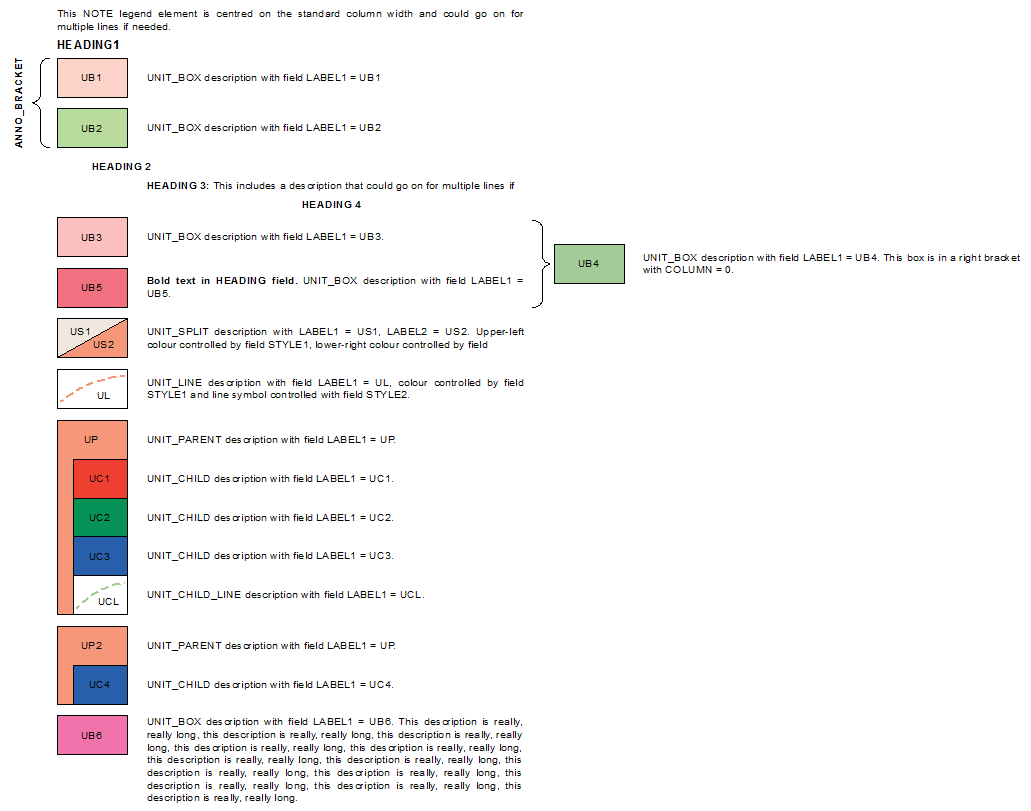 This NOTE legend element is centred on the standard column width and could go on for
multiple lines if needed.
HEADING1
ANNO_BRACKET
UB1
UNIT_BOX description with field LABEL1 = UB1
UB2
UNIT_BOX description with field LABEL1 = UB2
HEADING 2
HEADING 3: This includes a description that could go on for multiple lines if
HEADING 4
UB3
UNIT_BOX description with field LABEL1 = UB3.
UB4
UNIT_BOX description with field LABEL1 = UB4. This box is in a right bracket
with COLUMN = 0.
UB5
Bold text in HEADING field. UNIT_BOX description with field LABEL1 =
UB5.
US1
US2
UNIT_SPLIT description with LABEL1 = US1, LABEL2 = US2. Upper-left
colour controlled by field STYLE1, lower-right colour controlled by field
UL
UNIT_LINE description with field LABEL1 = UL, colour controlled by field
STYLE1 and line symbol controlled with field STYLE2.
UP
UNIT_PARENT description with field LABEL1 = UP.
UC1
UNIT_CHILD description with field LABEL1 = UC1.
UC2
UNIT_CHILD description with field LABEL1 = UC2.
UC3
UNIT_CHILD description with field LABEL1 = UC3.
UCL
UNIT_CHILD_LINE description with field LABEL1 = UCL.
UP2
UNIT_PARENT description with field LABEL1 = UP.
UC4
UNIT_CHILD description with field LABEL1 = UC4.
UB6
UNIT_BOX description with field LABEL1 = UB6. This description is really,
really long, this description is really, really long, this description is really, really
long, this description is really, really long, this description is really, really long,
this description is really, really long, this description is really, really long, this
description is really, really long, this description is really, really long, this
description is really, really long, this description is really, really long, this
description is really, really long.